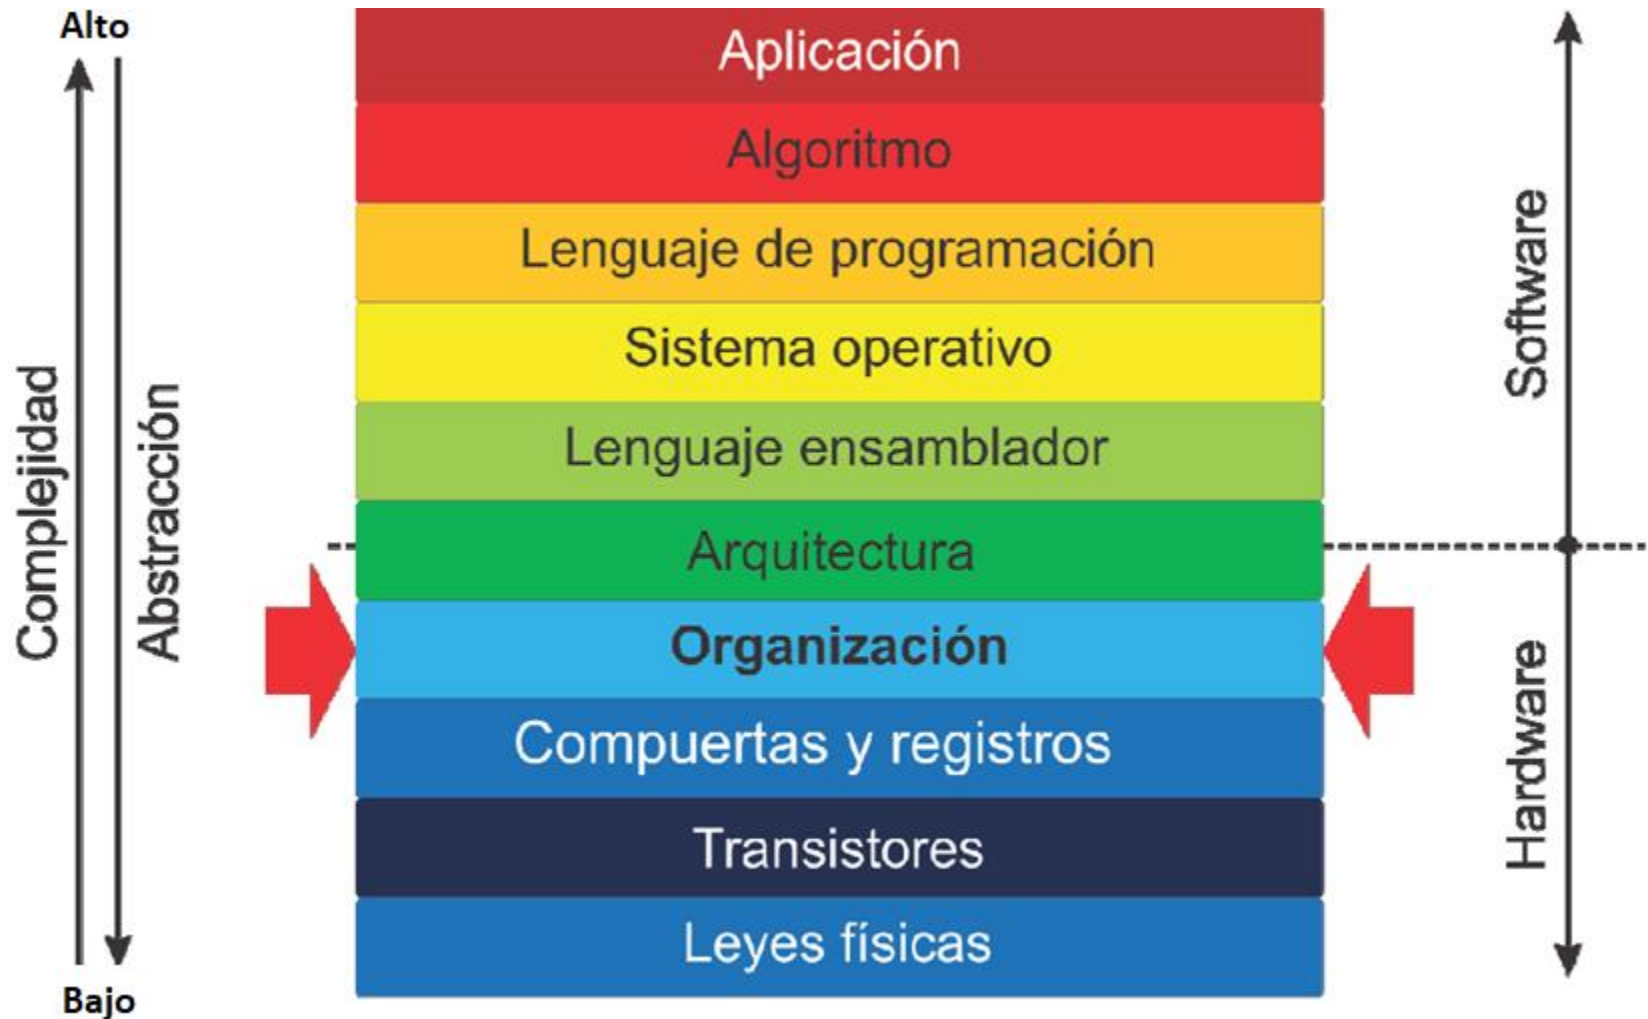 Alto
Complejidad
Abstracción
Bajo
Aplicación
Algoritmo
Lenguaje de programación
Sistema operativo
Lenguaje ensamblador
Arquitectura
Organización
Compuertas y registros
Transistores
Leyes físicas
Software
Hardware